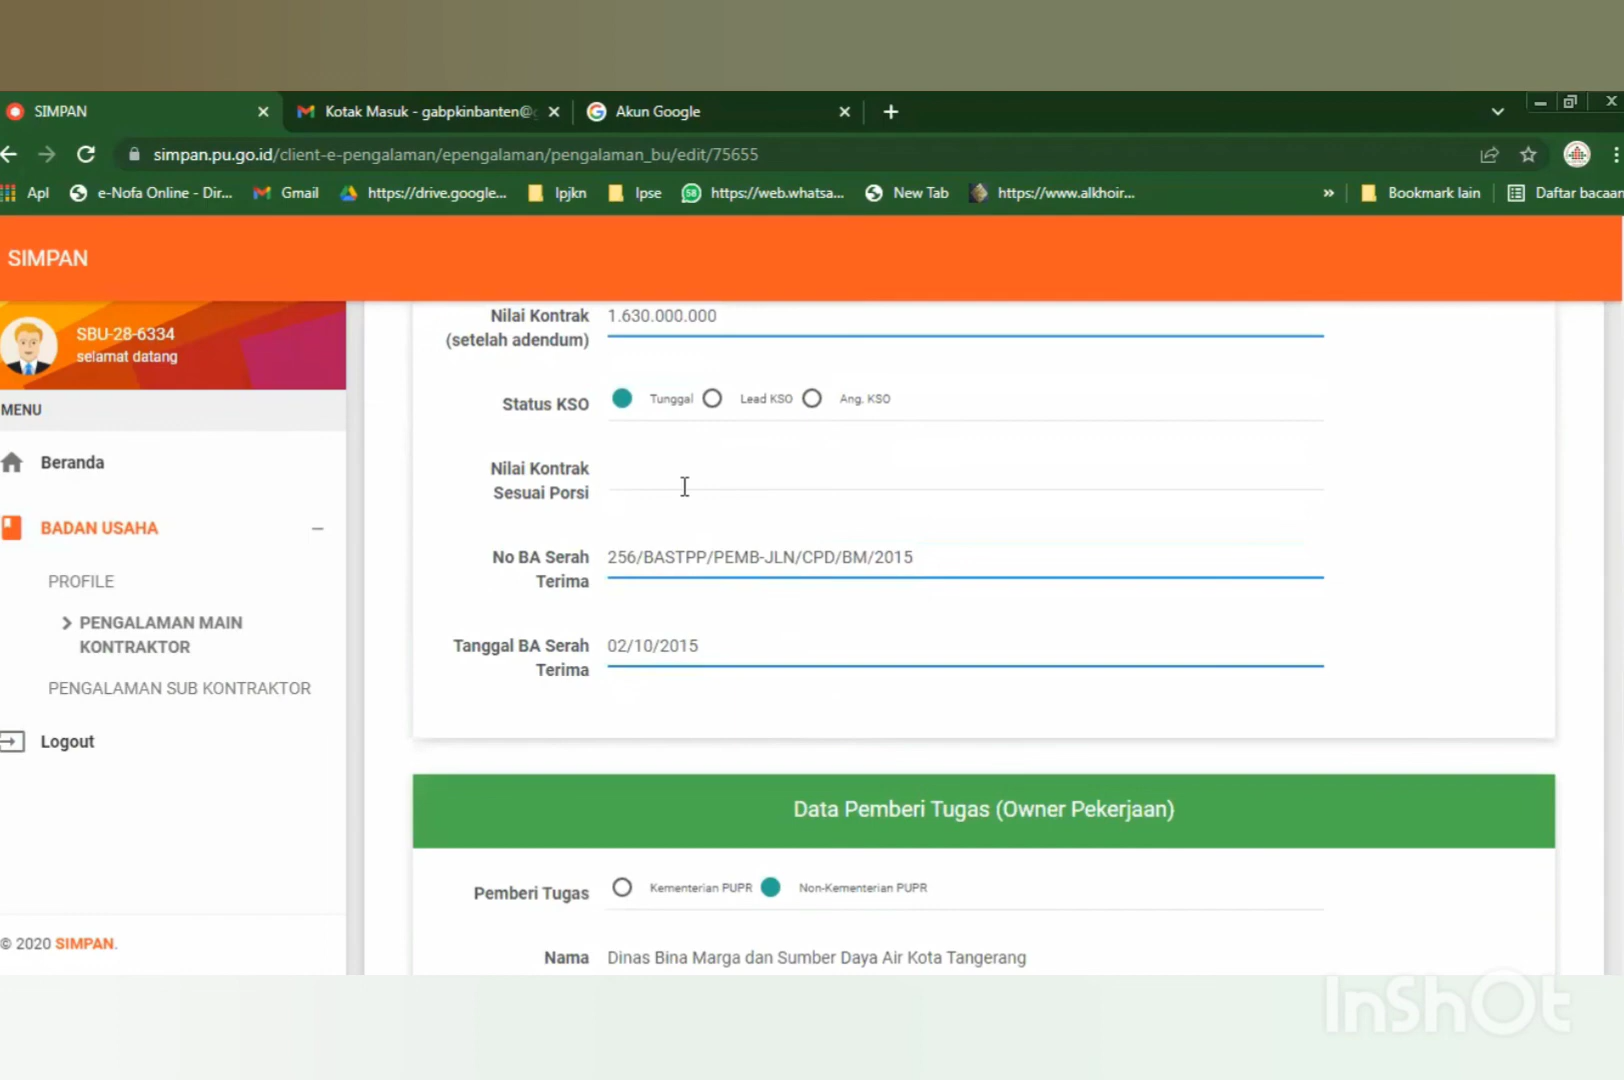 SIMPAN
Kotak Masuk - gabpkinbanten@
Akun Google
simpan.pu.go.id/client-e-pengalaman/epengalaman/pengalaman_bu/edit/75655
Apl
e-Nofa Online - Dir...
Gmail
https://drive.google...
lpjkn
lpse
58
https://web.whatsa...
New Tab
https://www.alkhoir...
»
Bookmark lain
Daftar bacaan
SIMPAN
SBU-28-6334
selamat datang
MENU
Beranda
BADAN USAHA
PROFILE
PENGALAMAN MAIN
KONTRAKTOR
PENGALAMAN SUB KONTRAKTOR
Logout
© 2020 SIMPAN.
Nilai Kontrak
(setelah adendum)
1.630.000.000
Status KSO
Tunggal
Lead KSO
Ang. KSO
Nilai Kontrak
Sesuai Porsi
No BA Serah
Terima
256/BASTPP/PEMB-JLN/CPD/BM/2015
Tanggal BA Serah
Terima
02/10/2015
Data Pemberi Tugas (Owner Pekerjaan)
Pemberi Tugas
Kementerian PUPR
Non-Kementerian PUPR
Nama
Dinas Bina Marga dan Sumber Daya Air Kota Tangerang
InShOt